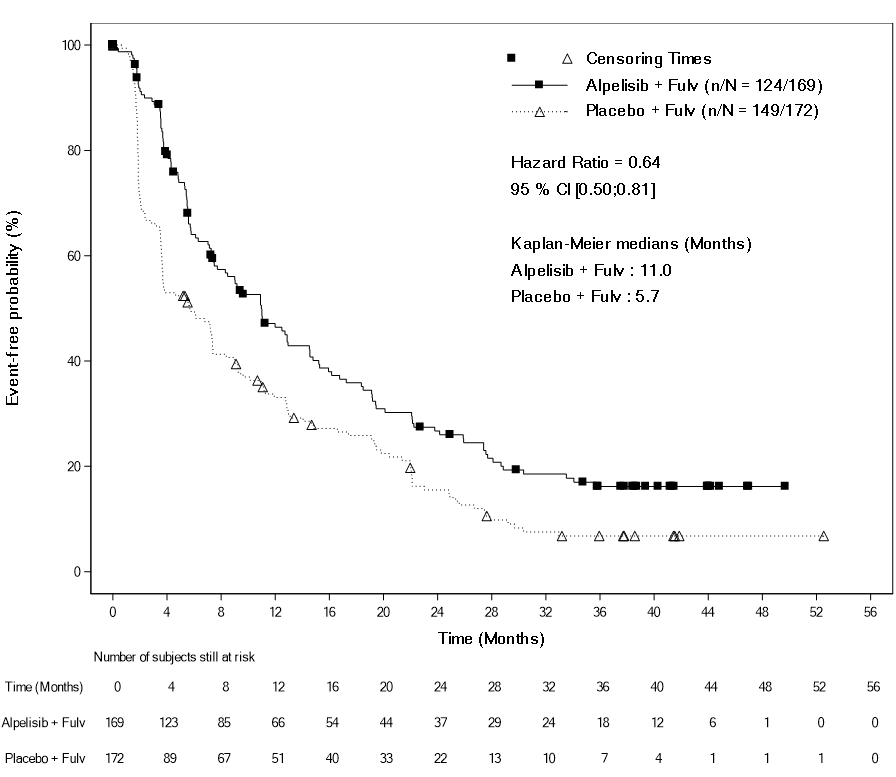 Censoring Times
Alpelisib + Fulv (n/N = 124/169)
Placebo + Fulv (n/N = 149/172)
Hazard Ratio = 0.64
95 % CI [0.50;0.81]
Kaplan-Meier medians (Months)
Alpelisib + Fulv : 11.0
Placebo + Fulv : 5.7
Event-free probability (%)
100
80
60
40
20
0
0 4 8 12 16 20 24 28 32 36 40 44 48 52 56
Time (Months)
Number of subjects still at risk
Time (Months) 0 4 8 12 16 20 24 28 32 36 40 44 48 52 56
Alpelisib + Fulv 169 123 85 66 54 44 37 29 24 18 12 6 1 0 0
Placebo + Fulv 172 89 67 51 40 33 22 13 10 7 4 1 1 1 0